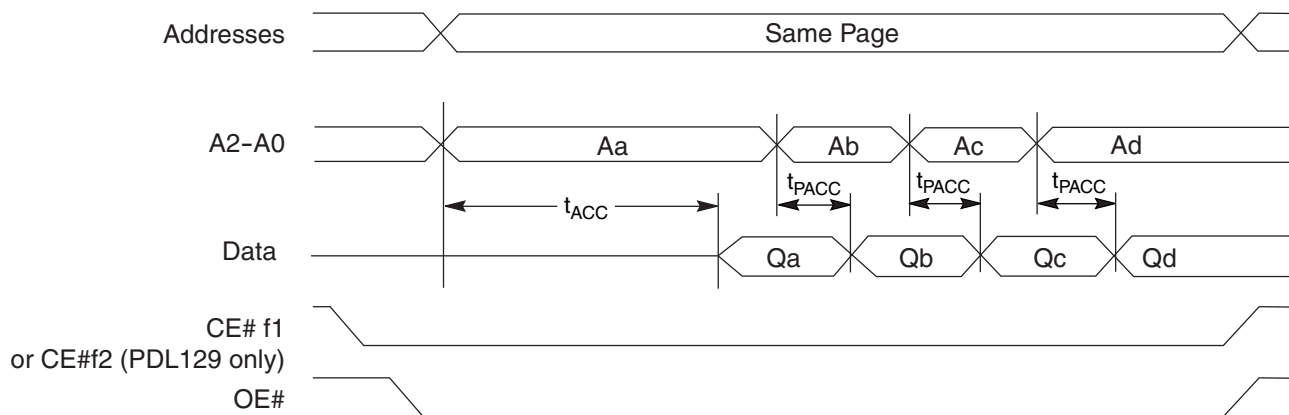 Addresses
Same Page
A2-A0
Aa
Ab
Ac
Ad
tACC
tPACC
tPACC
tPACC
Data
Qa
Qb
Qc
Qd
CE# f1
or CE#f2 (PDL129 only)
OE#